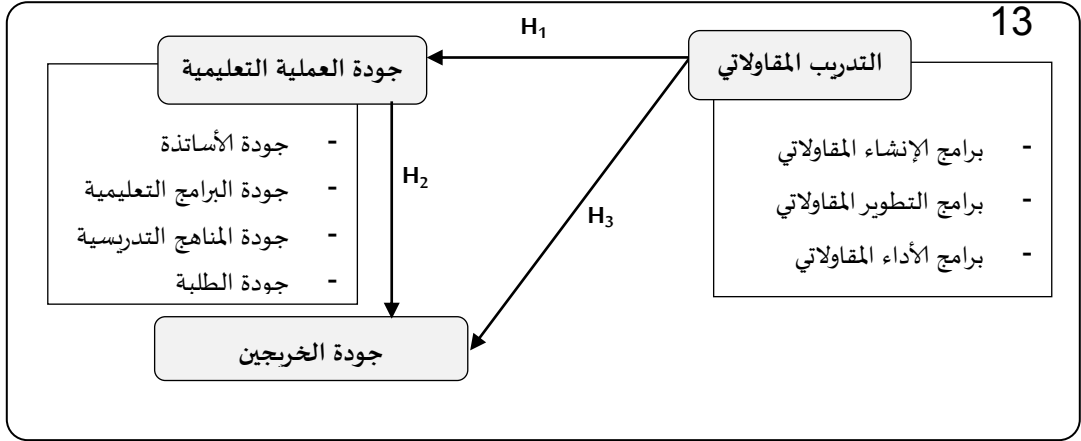 13
H1
التدريب المقاولاتي
جودة العملية التعليمية
- برامج الإنشاء المقاولاتي
- برامج التطوير المقاولاتي
- برامج الأداء المقاولاتي
- جودة الأساتذة
- جودة البرامج التعليمية
- جودة المناهج التدريسية
- جودة الطلبة
H2
H3
جودة الخريجين